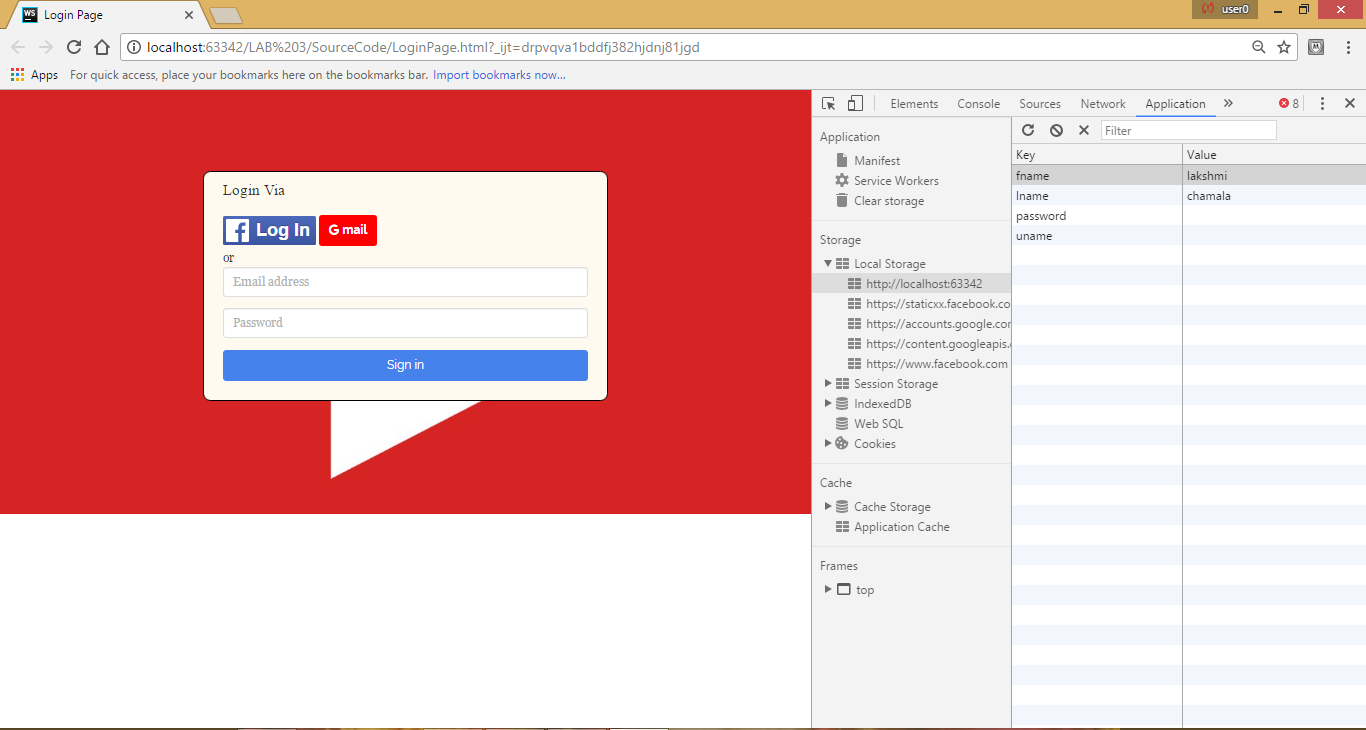 WS Login Page
user0
localhost:63342/LAB%203/SourceCode/LoginPage.html?_ijt=drpvqva1bddfj382hjdnj81jgd
Apps For quick access, place your bookmarks here on the bookmarks bar. Import bookmarks now...
Login Via
f Log In G mail
or
Email address
Password
Sign in
Elements Console Sources Network Application » 8
Application
Manifest
Service Workers
Clear storage
Storage
Local Storage
http://localhost:63342
https://staticxx.facebook.co
https://accounts.google.com
https://content.googleapis.c
https://www.facebook.com
Session Storage
IndexedDB
Web SQL
Cookies
Cache
Cache Storage
Application Cache
Frames
top
Filter
Key Value
fname lakshmi
lname chamala
password
uname